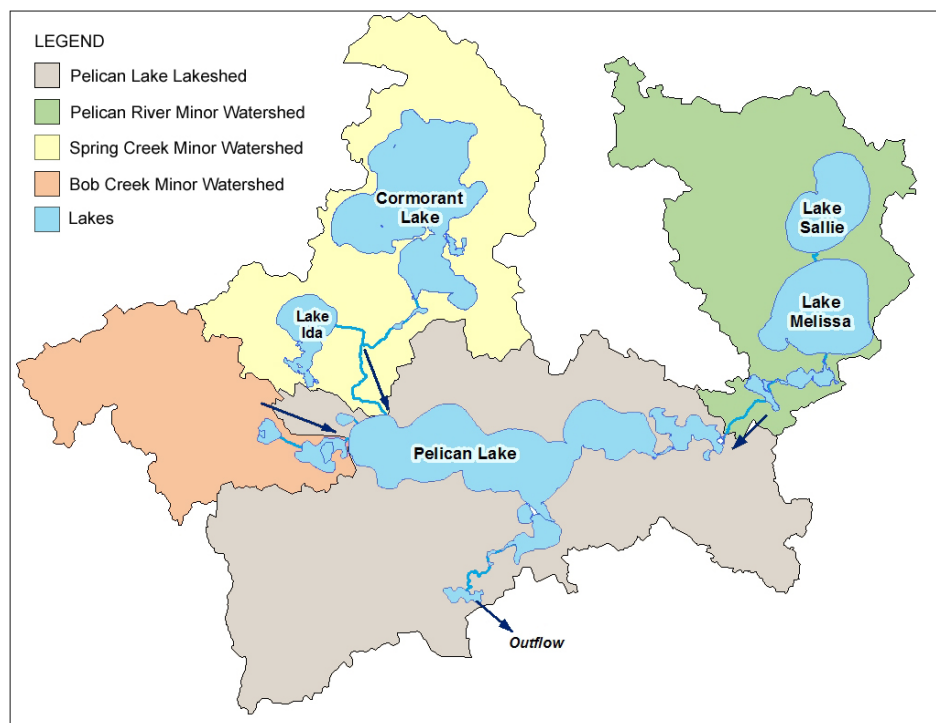 LEGEND
Pelican Lake Lakeshed
Pelican River Minor Watershed
Spring Creek Minor Watershed
Bob Creek Minor Watershed
Lakes
Cormorant
Lake
Lake
Sallie
Lake
Melissa
Lake
Ida
Pelican Lake
Outflow